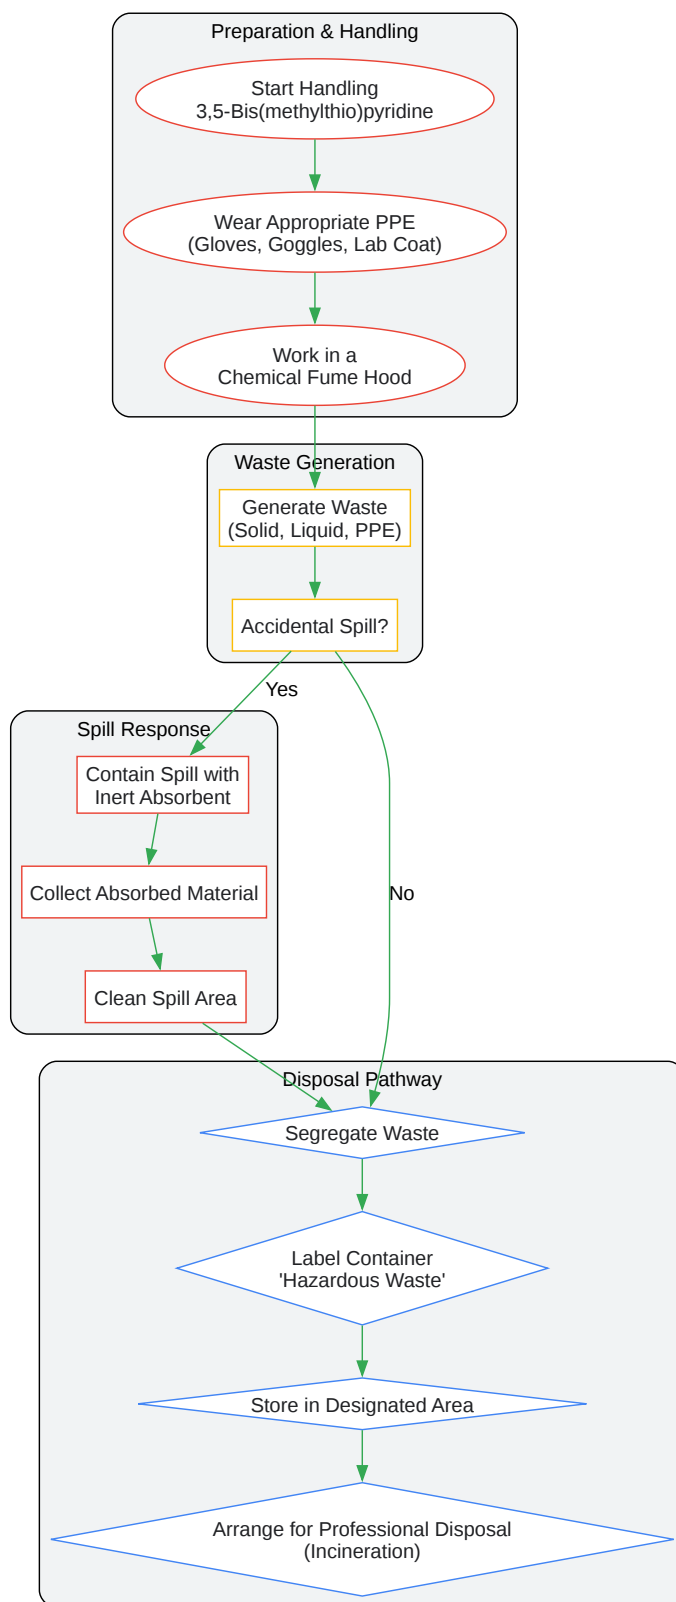 Preparation & Handling
Start Handling
3,5-Bis(methylthio)pyridine
Wear Appropriate PPE
(Gloves, Goggles, Lab Coat)
Work in a
Chemical Fume Hood
Waste Generation
Generate Waste
(Solid, Liquid, PPE)
Accidental Spill?
Yes
Spill Response
Contain Spill with
Inert Absorbent
Collect Absorbed Material
No
Clean Spill Area
Disposal Pathway
Segregate Waste
Label Container
'Hazardous Waste'
Store in Designated Area
Arrange for Professional Disposal
(Incineration)